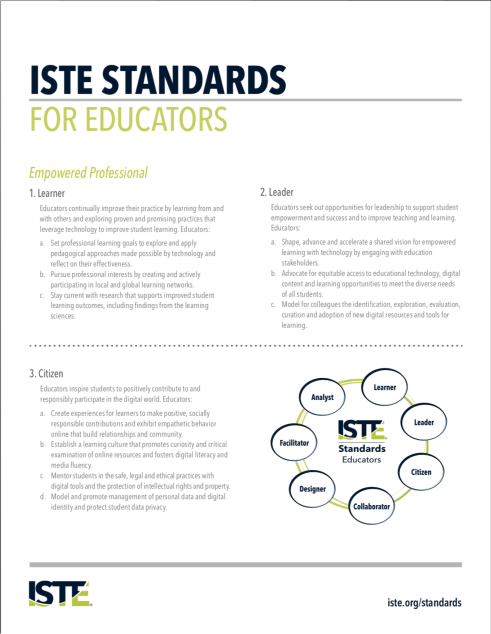 ISTE STANDARDS
FOR EDUCATORS
Empowered Professional
1. Learner
Educators continually improve their practice by learning from and
with others and exploring proven and promising practices that
leverage technology to improve student learning. Educators:
a. Set professional learning goals to explore and apply
pedagogical approaches made possible by technology and
reflect on their effectiveness.
b. Pursue professional interests by creating and actively
participating in local and global learning networks.
c. Stay current with research that supports improved student
learning outcomes, including findings from the learning
sciences.
2. Leader
Educators seek out opportunities for leadership to support student
empowerment and success and to improve teaching and learning.
Educators:
a. Shape, advance and accelerate a shared vision for empowered
learning with technology by engaging with education
stakeholders.
b. Advocate for equitable access to educational technology, digital
content and learning opportunities to meet the diverse needs
of all students.
c. Model for colleagues the identification, exploration, evaluation,
curation and adoption of new digital resources and tools for
learning.
3. Citizen
Educators inspire students to positively contribute to and
responsibly participate in the digital world. Educators:
a. Create experiences for learners to make positive, socially
responsible contributions and exhibit empathetic behavior
online that build relationships and community.
b. Establish a learning culture that promotes curiosity and critical
examination of online resources and fosters digital literacy and
media fluency.
c. Mentor students in the safe, legal and ethical practices with
digital tools and the protection of intellectual rights and property.
d. Model and promote management of personal data and digital
identity and protect student data privacy.
Learner
Leader
Citizen
Collaborator
Designer
Facilitator
Analyst
ISTE
Standards
Educators
ISTE
iste.org/standards